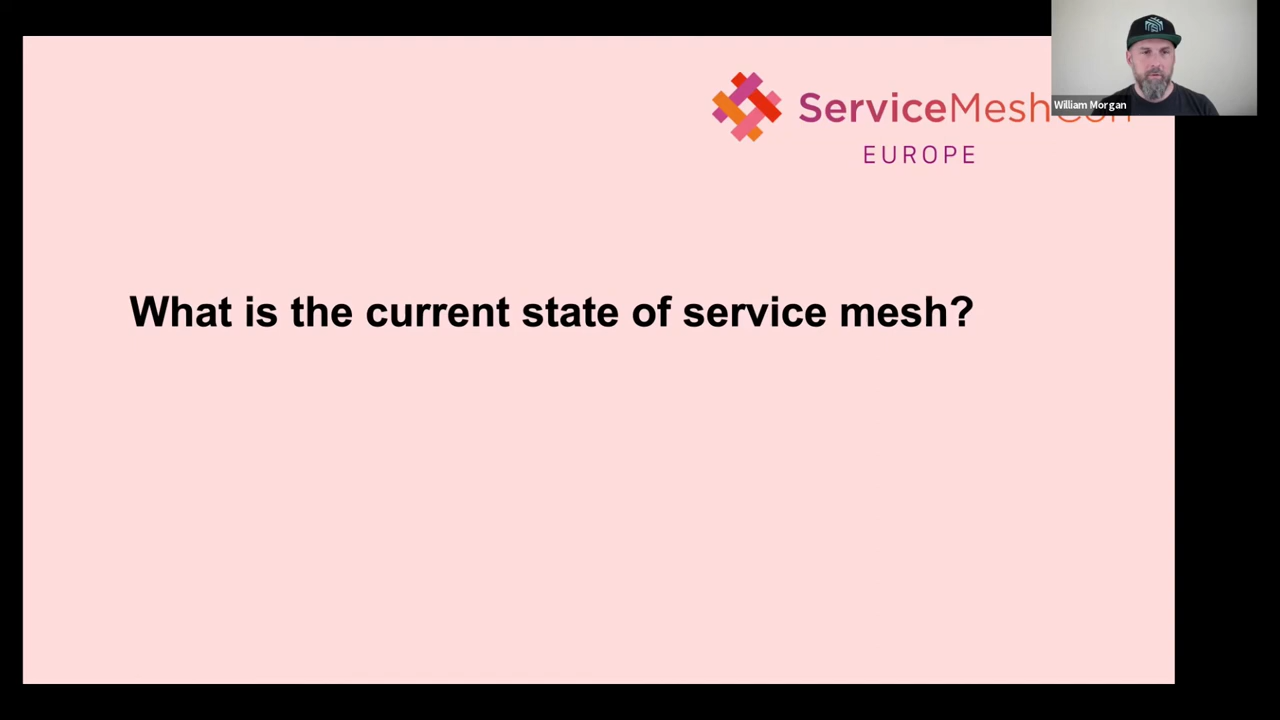 ServiceMesh
EUROPE
William Morgan
What is the current state of service mesh?